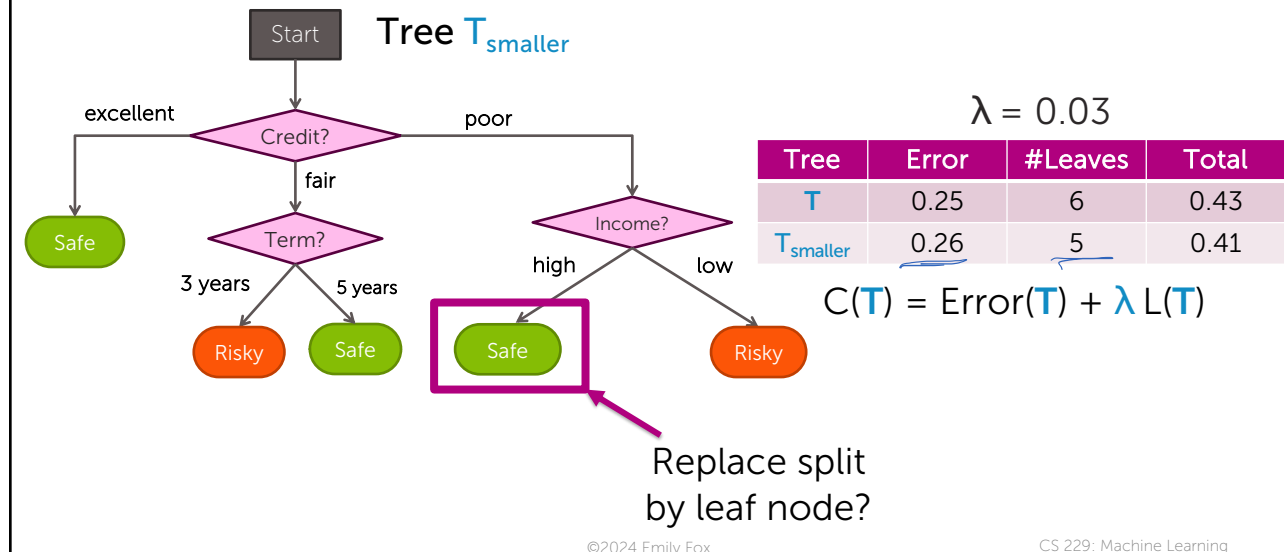 Start
Tree T_smaller
excellent
Credit?
poor
fair
Safe
Term?
Income?
3 years
5 years
high
low
Risky
Safe
Safe
Risky
Replace split
by leaf node?
λ = 0.03
Tree Error #Leaves Total
T 0.25 6 0.43
T_smaller 0.26 5 0.41
C(T) = Error(T) + λ L(T)
©2024 Emily Fox
CS 229: Machine Learning